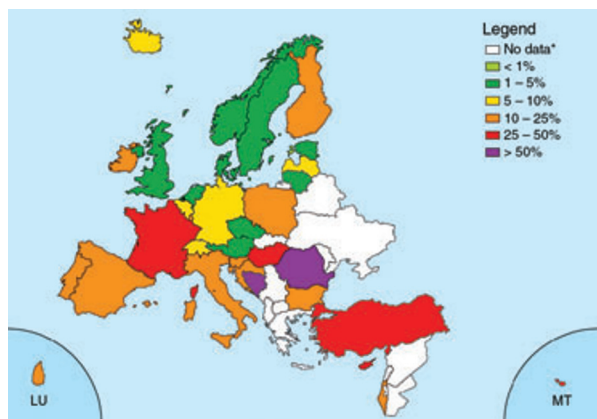 Legend
No data*
< 1%
1 – 5%
5 – 10%
10 – 25%
25 – 50%
> 50%
LU
MT